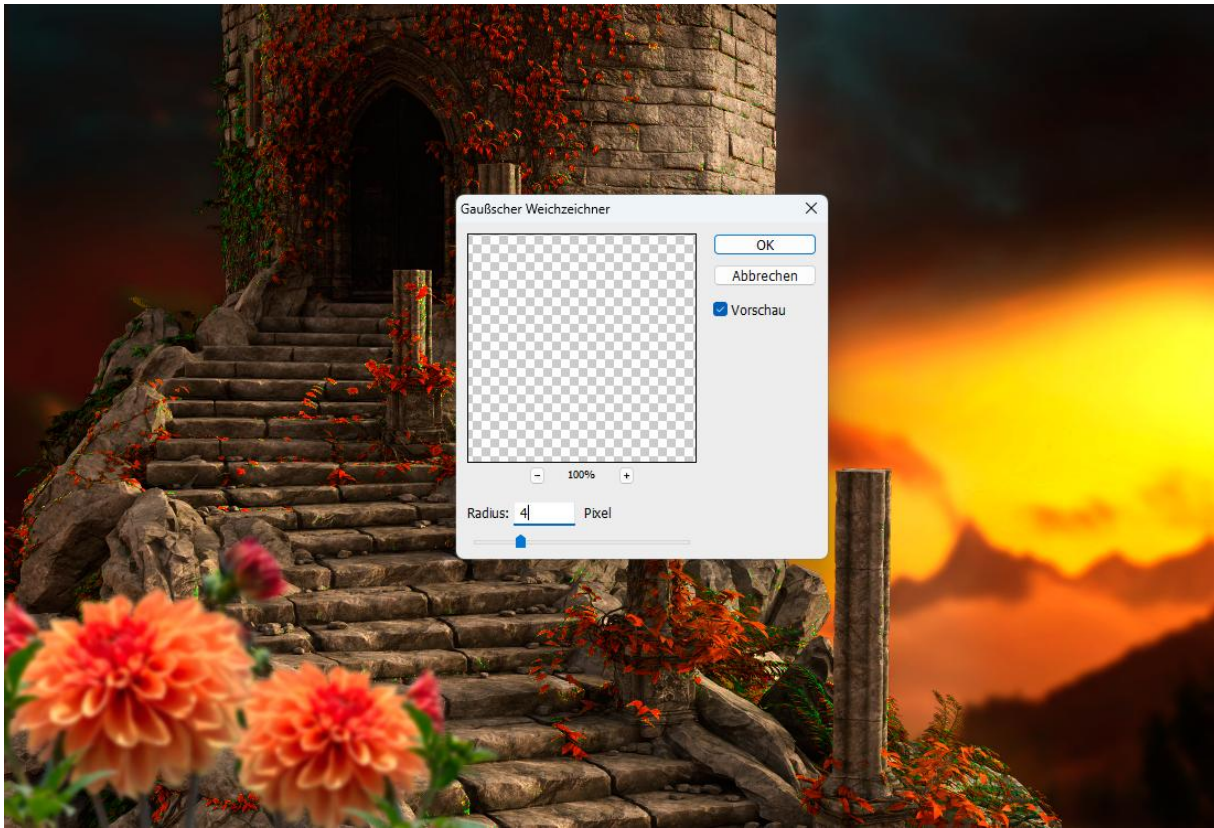 Gaußscher Weichzeichner
OK
Abbrechen
Vorschau
100%
Radius: 4 Pixel